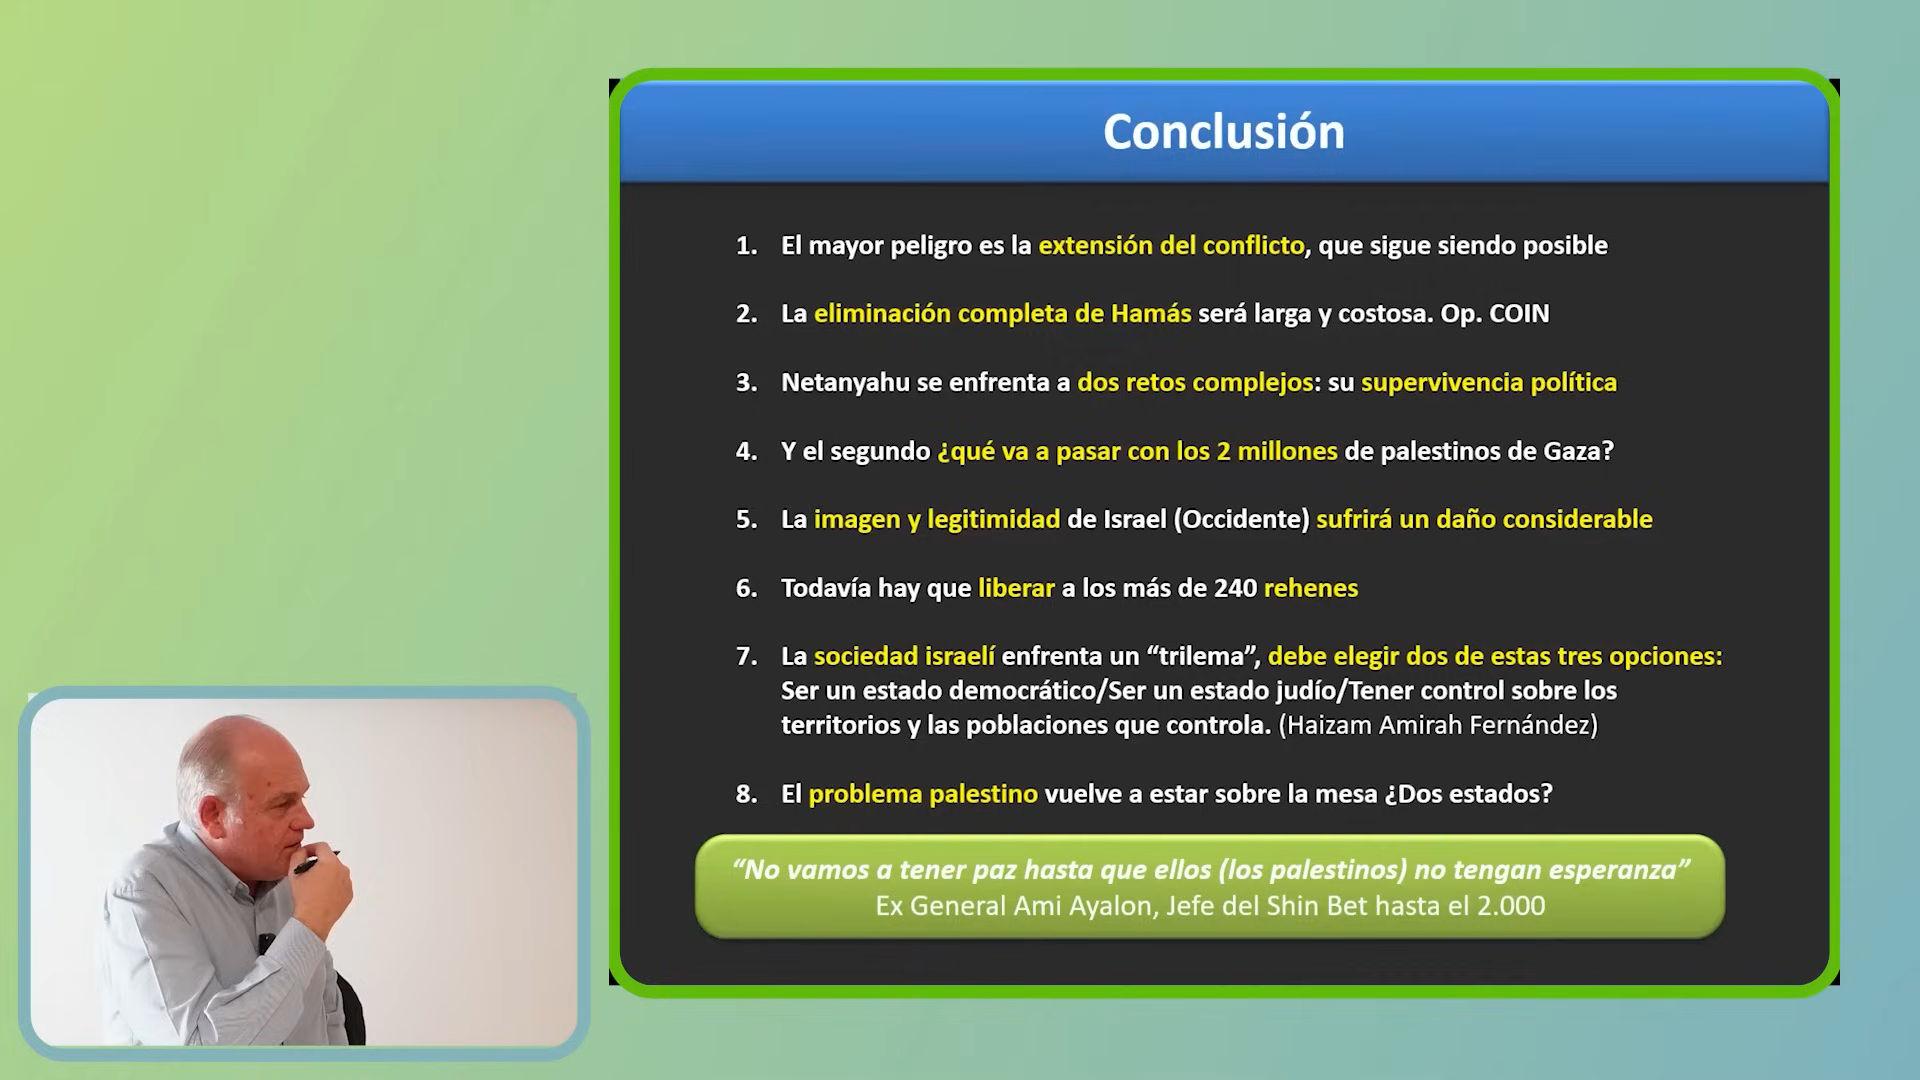 Conclusión
1. El mayor peligro es la extensión del conflicto, que sigue siendo posible
2. La eliminación completa de Hamás será larga y costosa. Op. COIN
3. Netanyahu se enfrenta a dos retos complejos: su supervivencia política
4. Y el segundo ¿qué va a pasar con los 2 millones de palestinos de Gaza?
5. La imagen y legitimidad de Israel (Occidente) sufrirá un daño considerable
6. Todavía hay que liberar a los más de 240 rehenes
7. La sociedad israelí enfrenta un “trilema”, debe elegir dos de estas tres opciones:
Ser un estado democrático/Ser un estado judío/Tener control sobre los
territorios y las poblaciones que controla. (Haizam Amirah Fernández)
8. El problema palestino vuelve a estar sobre la mesa ¿Dos estados?
“No vamos a tener paz hasta que ellos (los palestinos) no tengan esperanza”
Ex General Ami Ayalon, Jefe del Shin Bet hasta el 2.000